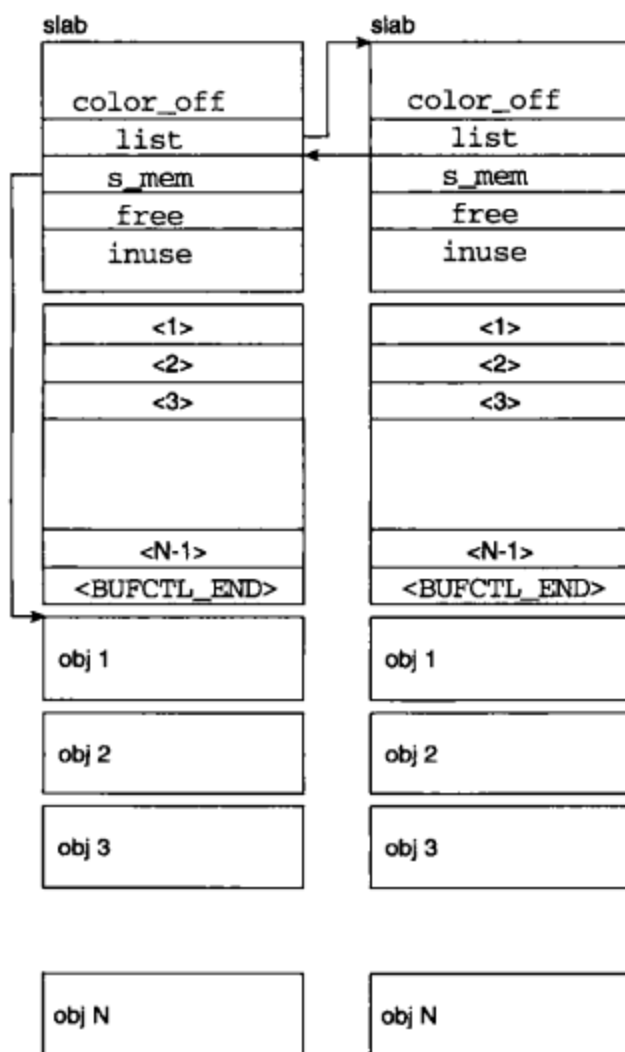 slab
color_off
list
s_mem
free
inuse
<1>
<2>
<3>
<N-1>
<BUFCTL_END>
obj 1
obj 2
obj 3
obj N
slab
color_off
list
s_mem
free
inuse
<1>
<2>
<3>
<N-1>
<BUFCTL_END>
obj 1
obj 2
obj 3
obj N